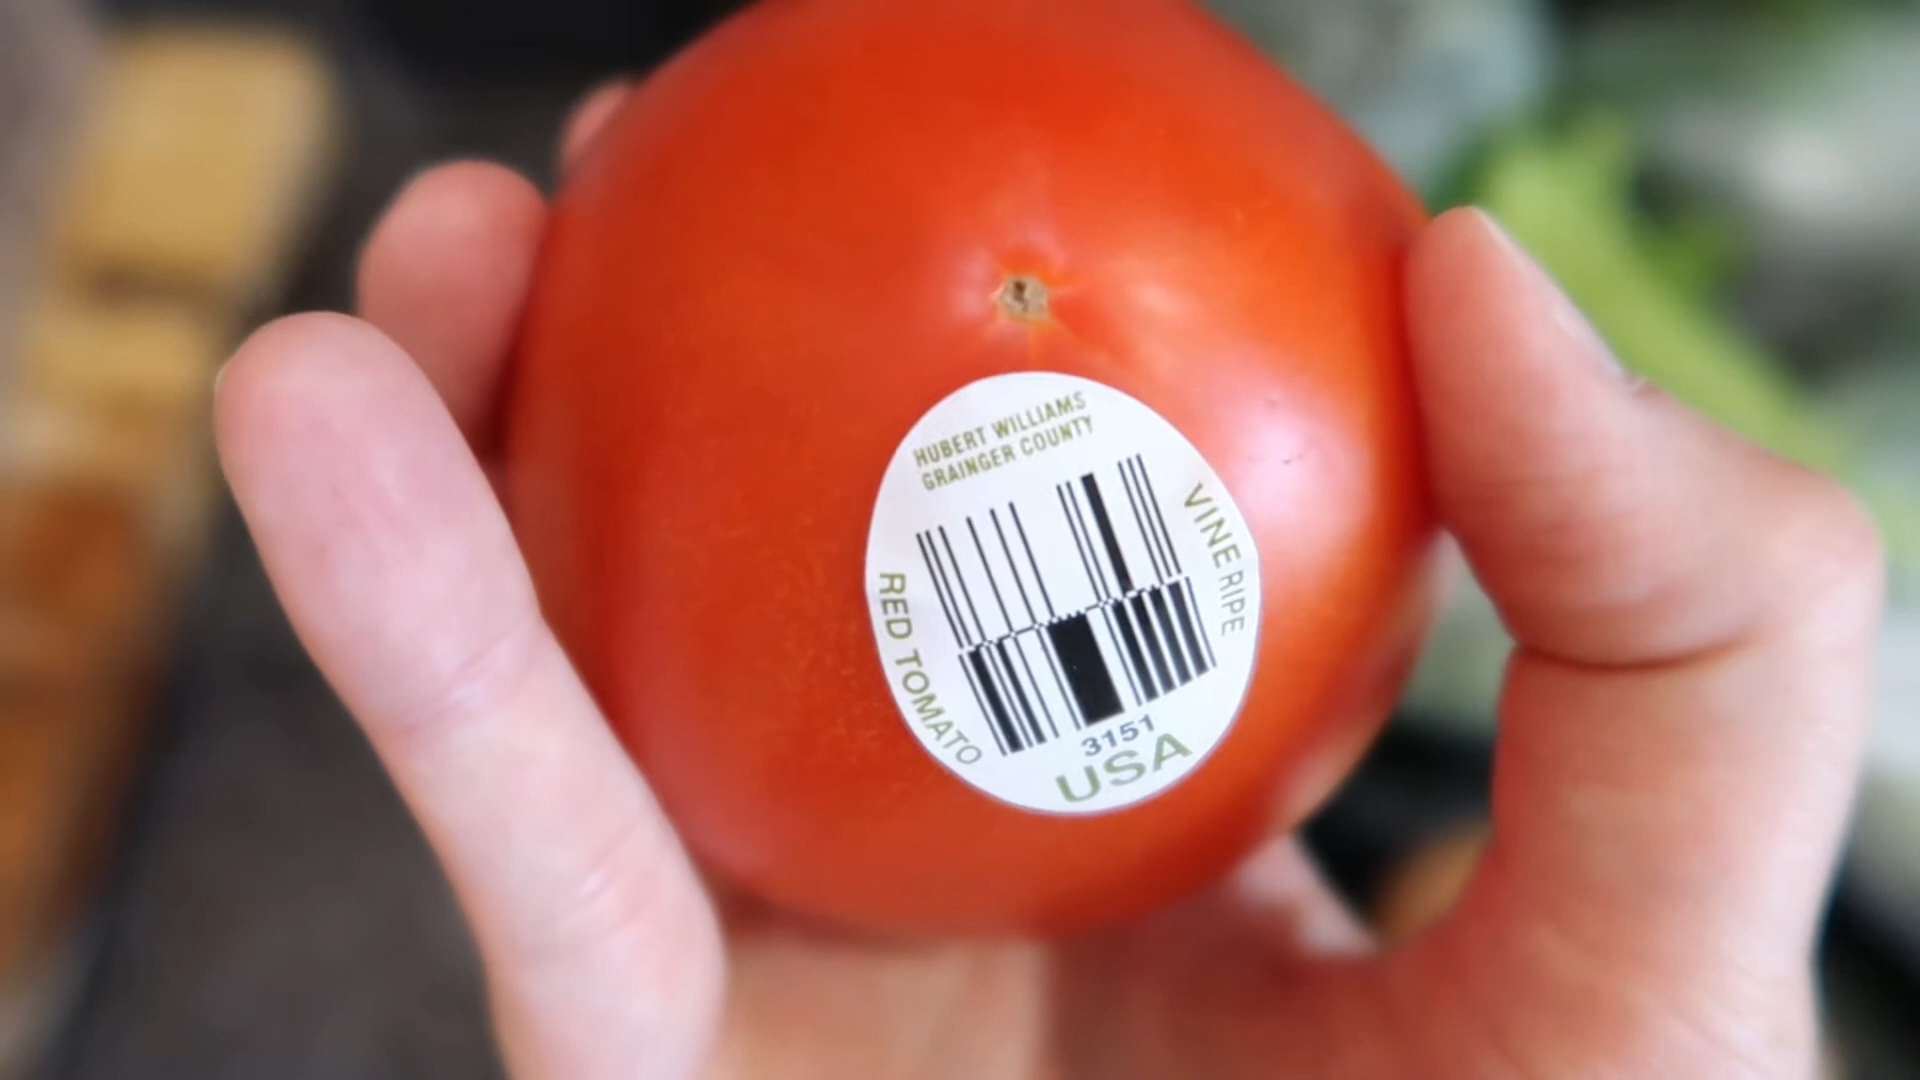 HUBERT WILLIAMS
GRAINGER COUNTY
VINE RIPE
RED TOMATO
3151
USA